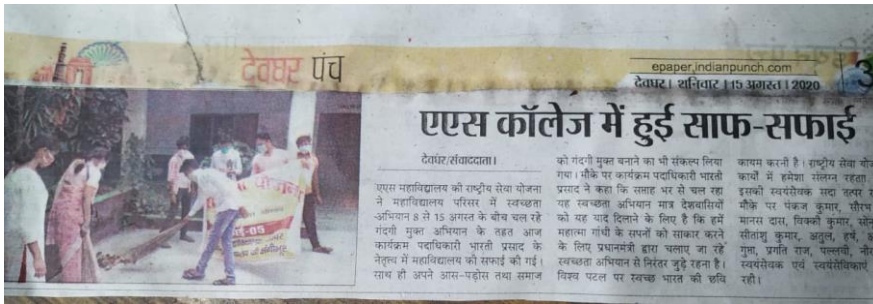 देवघर पंच
epaper.indianpunch.com
देवघर। शनिवार।15 अगस्त।2020
3
एएस कॉलेज में हुई साफ-सफाई
देवघर/संवाददाता।
एएस महाविद्यालय की राष्ट्रीय सेवा योजना
ने महाविद्यालय परिसर में स्वच्छता
अभियान 8 से 15 अगस्त के बीच चल रहे
गंदगी मुक्त अभियान के तहत आज
कार्यक्रम पदाधिकारी भारती प्रसाद के
नेतृत्व में महाविद्यालय की सफाई की गई।
साथ ही अपने आस-पड़ोस तथा समाज
को गंदगी मुक्त बनाने का भी संकल्प लिया
गया। मौके पर कार्यक्रम पदाधिकारी भारती
प्रसाद ने कहा कि सप्ताह भर से चल रहा
यह स्वच्छता अभियान मात्र देशवासियों
को यह याद दिलाने के लिए है कि हमें
महात्मा गांधी के सपनों को साकार करने
के लिए प्रधानमंत्री द्वारा चलाए जा रहे
स्वच्छता अभियान से निरंतर जुड़े रहना है।
विश्व पटल पर स्वच्छ भारत की छवि
कायम करनी है। राष्ट्रीय सेवा
कार्यों में हमेशा संलग्न रहता
इसकी स्वयंसेवक सदा तत्पर
मौके पर पंकज कुमार, सौरभ
मानस दास, विक्की कुमार,
सीतांशु कुमार, अतुल, हर्ष,
गुप्ता, प्रगति राज, पल्लवी,
स्वयंसेवक एवं स्वयंसेविकाएं
रही।